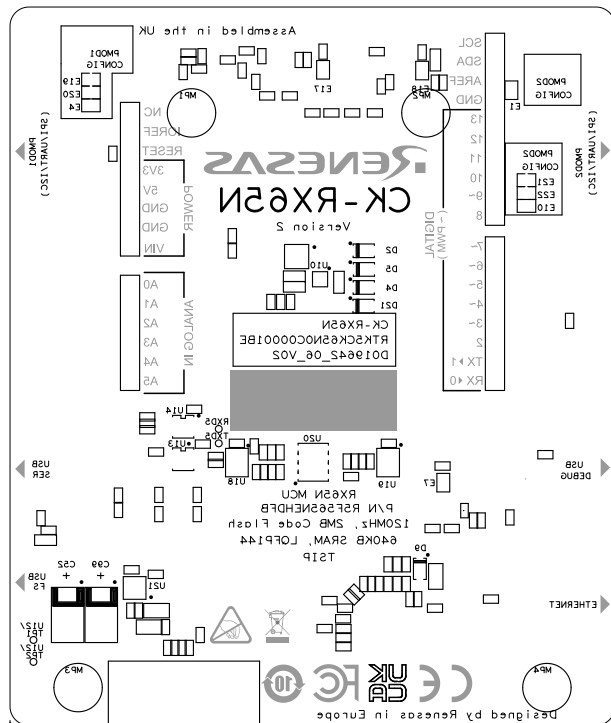 Assembled in the UK
PMOD1
CONFIG
E19
E20
E4
E17
E18
SCL
SDA
AREF
GND
13
12
11
10
~9
8
E1
PMOD2
CONFIG
PMOD2
CONFIG
E21
E22
E10
MP1
MP2
NC
IOREF
RESET
3V3
5V
GND
GND
VIN
POWER
PMOD1
(SPI/UART/I2C)
PMOD2
(SPI/UART/I2C)
RENESAS
CK-RX65N
Version 2
DIGITAL
(~ PWM)
~7
~6
~5
~4
~3
2
TX 1
RX 0
U10
D2
D5
D4
D21
A0
A1
A2
A3
A4
A5
ANALOG IN
CK-RX65N
RTK5CK65N0C00001BE
D019642_06_V02
U14
U13
RXD5
TXD5
U20
U18
U19
E7
USB
SER
USB
DEBUG
RX65N MCU
P/N R5F565NEHDFB
120MHz, 2MB Code Flash
640KB SRAM, LQFP144
TSIP
D9
USB
FS
C52
C99
+
+
U21
ETHERNET
U12/
TP1
U12/
TP2
MP3
MP4
10
FC
UK
CA
CE
Designed by Renesas in Europe